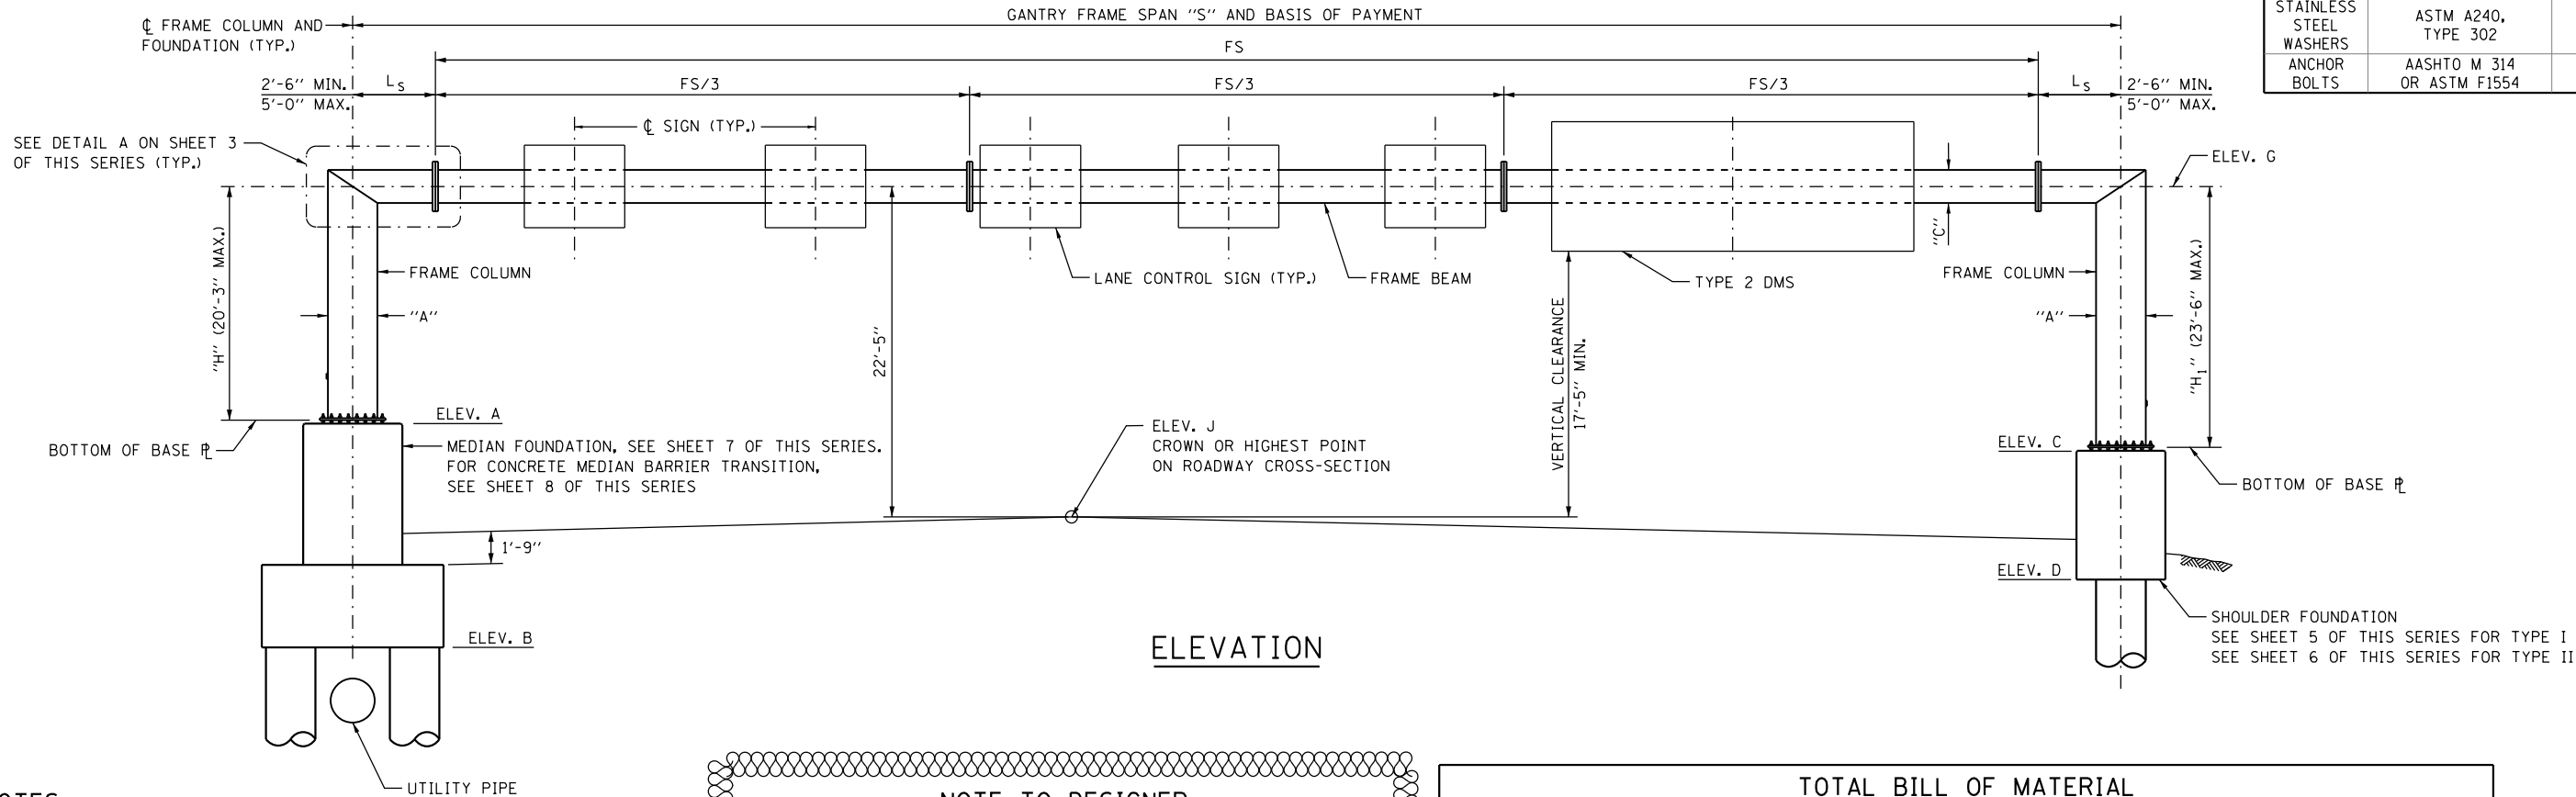 ℄ FRAME COLUMN AND
FOUNDATION (TYP.)
GANTRY FRAME SPAN "S" AND BASIS OF PAYMENT
FS
2'-6" MIN.
5'-0" MAX.
LS
FS/3
FS/3
FS/3
LS
2'-6" MIN.
5'-0" MAX.
STAINLESS
STEEL
WASHERS
ASTM A240,
TYPE 302
ANCHOR
BOLTS
AASHTO M 314
OR ASTM F1554
SEE DETAIL A ON SHEET 3
OF THIS SERIES (TYP.)
℄ SIGN (TYP.)
ELEV. G
"H" (20'-3" MAX.)
FRAME COLUMN
"A"
22'-5"
LANE CONTROL SIGN (TYP.)
FRAME BEAM
TYPE 2 DMS
"C"
VERTICAL CLEARANCE
17'-5" MIN.
FRAME COLUMN
"A"
"H1" (23'-6" MAX.)
ELEV. A
BOTTOM OF BASE ⅊
MEDIAN FOUNDATION, SEE SHEET 7 OF THIS SERIES.
FOR CONCRETE MEDIAN BARRIER TRANSITION,
SEE SHEET 8 OF THIS SERIES
ELEV. J
CROWN OR HIGHEST POINT
ON ROADWAY CROSS-SECTION
ELEV. C
BOTTOM OF BASE ⅊
1'-9"
ELEV. B
ELEV. D
SHOULDER FOUNDATION
SEE SHEET 5 OF THIS SERIES FOR TYPE I
SEE SHEET 6 OF THIS SERIES FOR TYPE II
ELEVATION
UTILITY PIPE
NOTE TO DESIGNER
TOTAL BILL OF MATERIAL